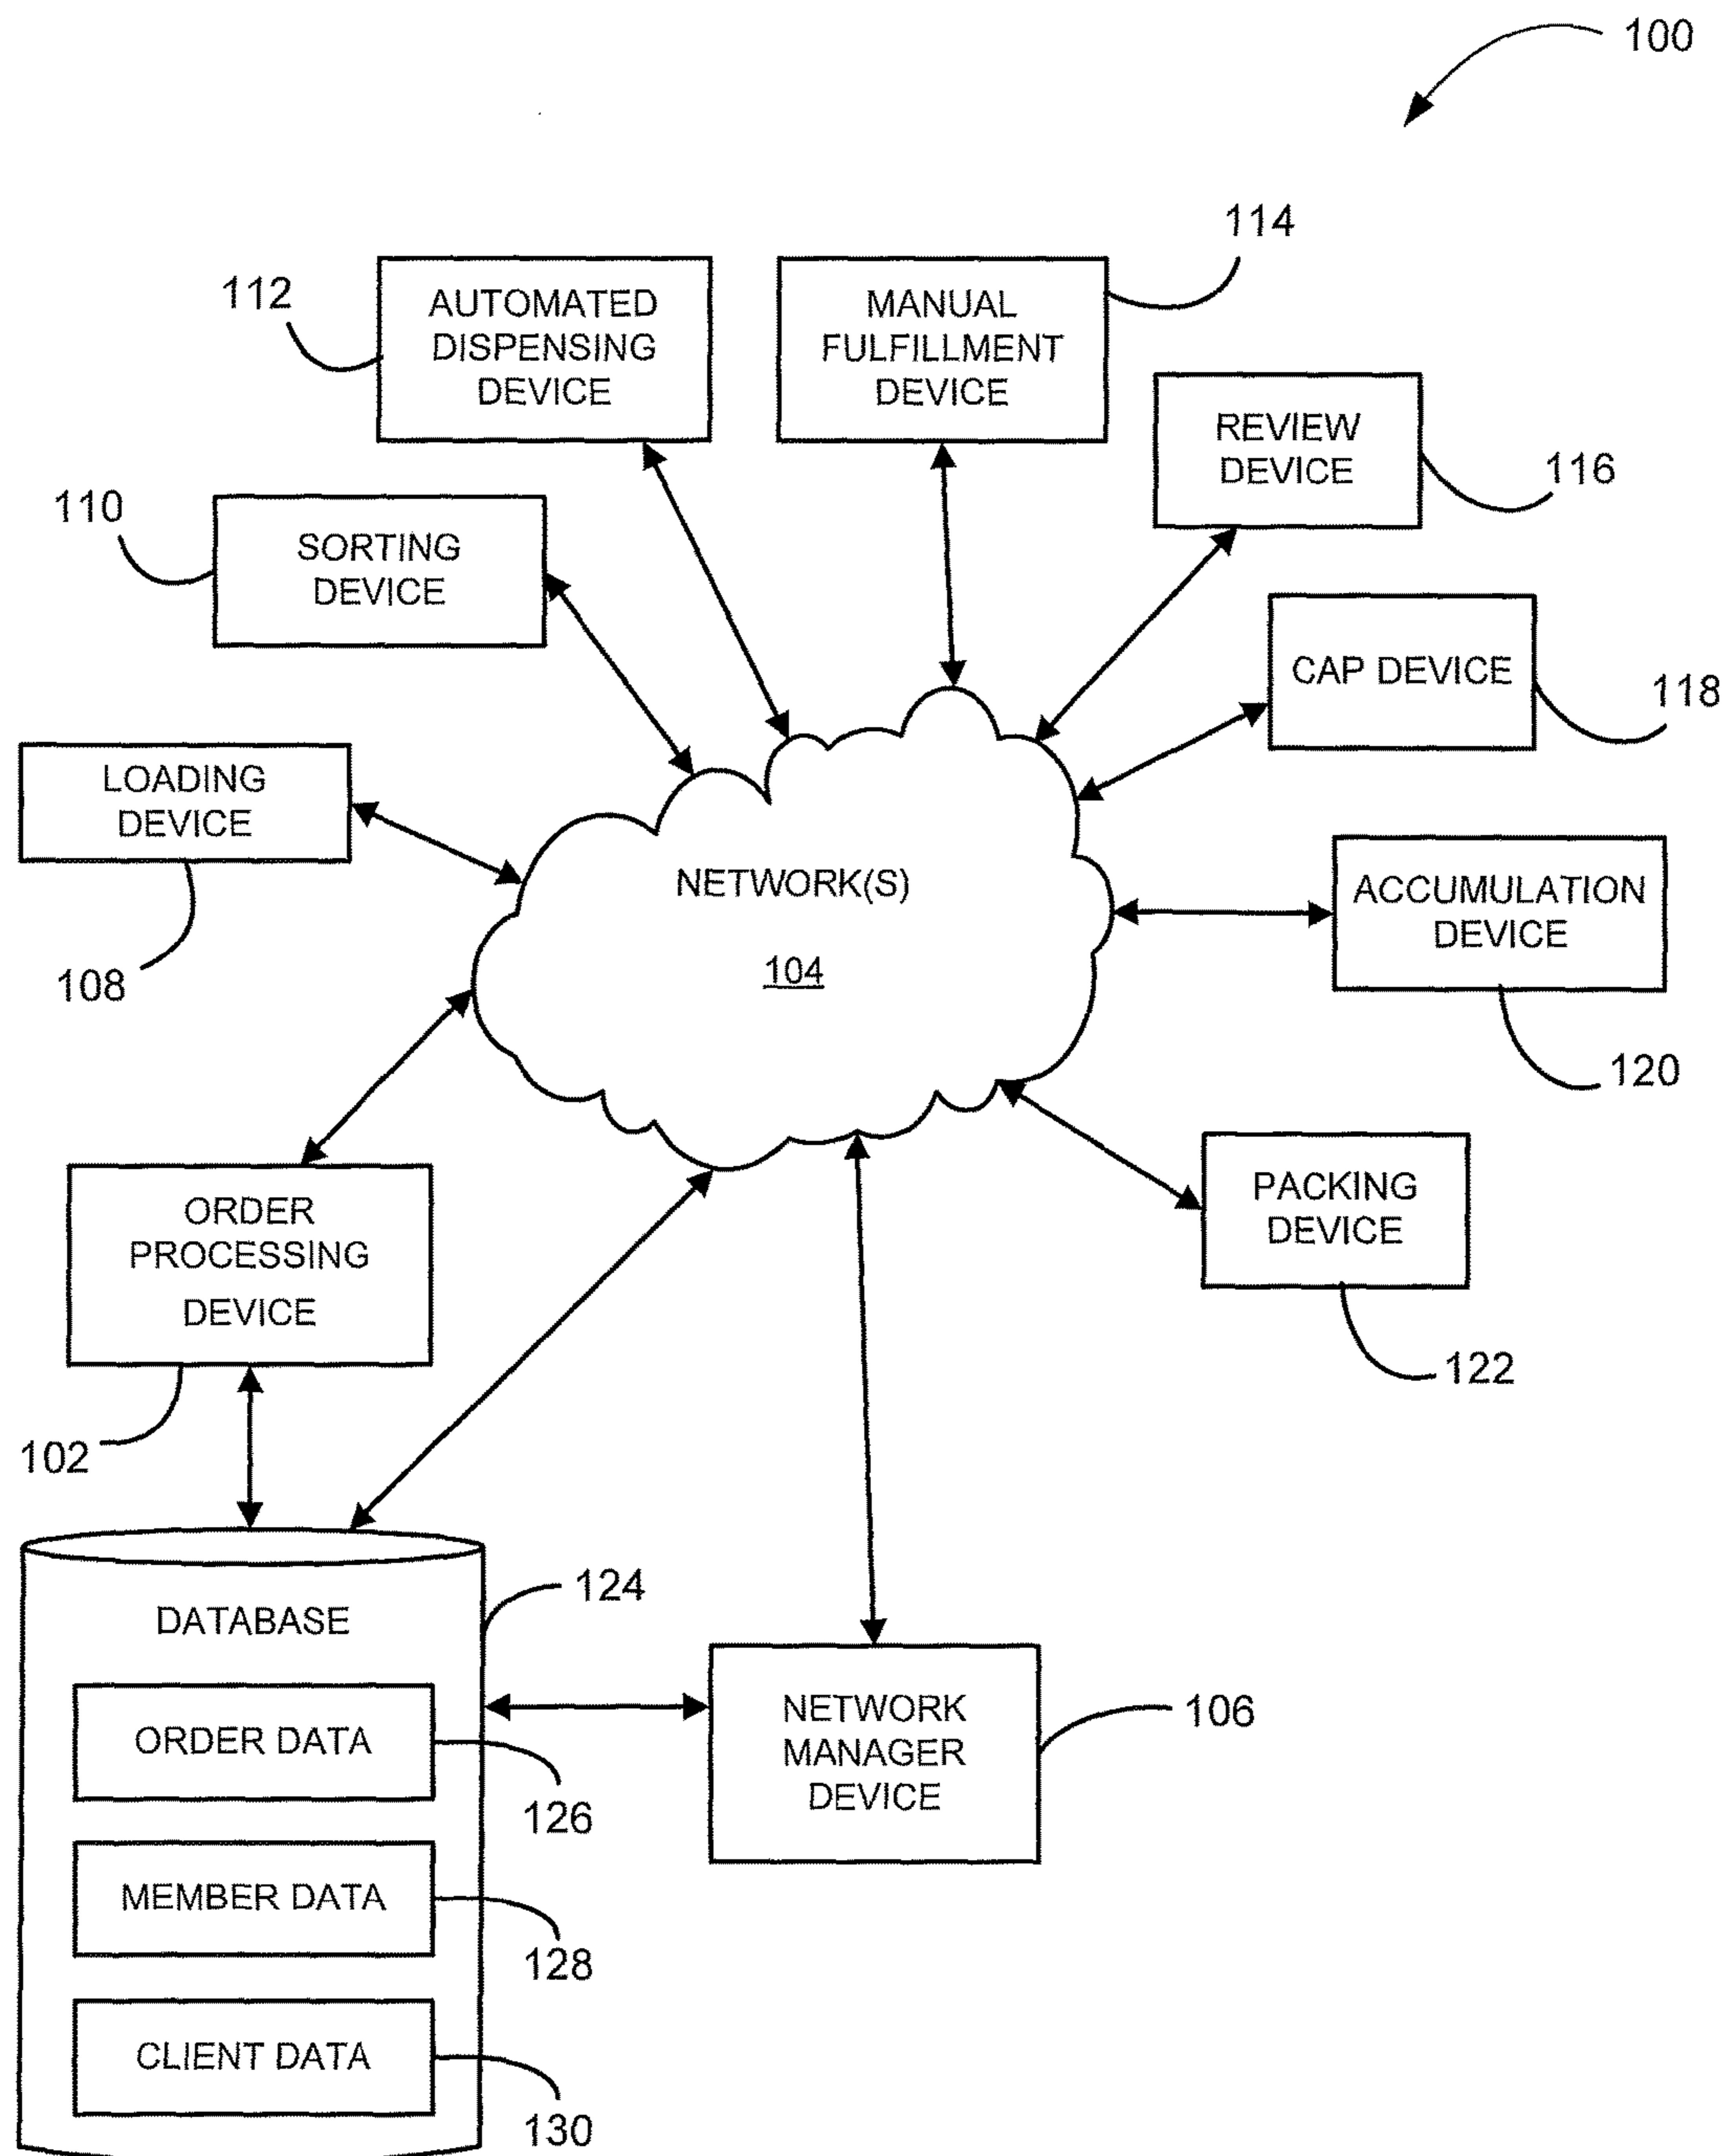 100
114
112
AUTOMATED
DISPENSING
DEVICE
MANUAL
FULFILLMENT
DEVICE
REVIEW
DEVICE
116
110
SORTING
DEVICE
CAP DEVICE
118
LOADING
DEVICE
108
NETWORK(S)
104
ACCUMULATION
DEVICE
120
ORDER
PROCESSING
DEVICE
102
PACKING
DEVICE
122
DATABASE
124
ORDER DATA
126
MEMBER DATA
128
CLIENT DATA
130
NETWORK
MANAGER
DEVICE
106